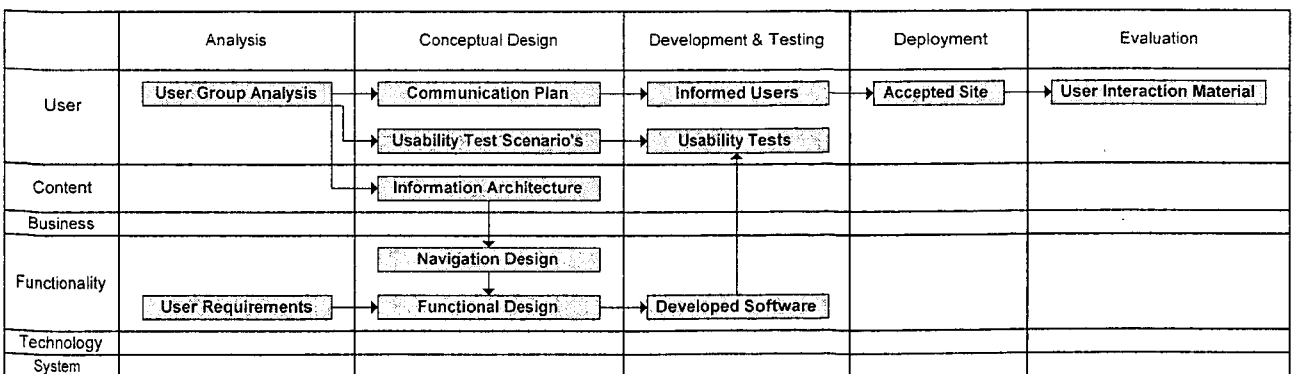 Analysis Conceptual Design Development & Testing Deployment Evaluation
User
User Group Analysis Communication Plan Informed Users Accepted Site User Interaction Material
Usability Test Scenario's Usability Tests
Content
Information Architecture
Business
Functionality
Navigation Design
User Requirements Functional Design Developed Software
Technology
System